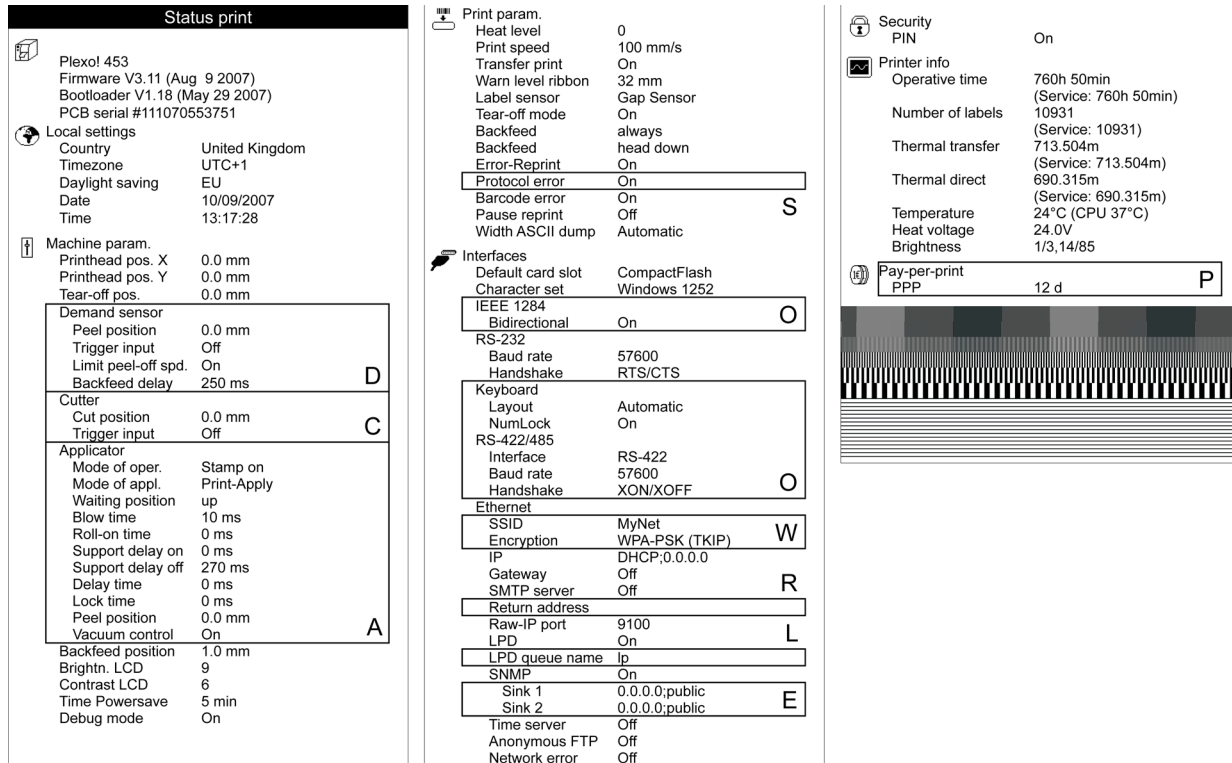 Status print
Plexo! 453
Firmware V3.11 (Aug 9 2007)
Bootloader V1.18 (May 29 2007)
PCB serial #111070553751
Local settings
Country United Kingdom
Timezone UTC+1
Daylight saving EU
Date 10/09/2007
Time 13:17:28
Machine param.
Printhead pos. X 0.0 mm
Printhead pos. Y 0.0 mm
Tear-off pos. 0.0 mm
Demand sensor
Peel position 0.0 mm
Trigger input Off
Limit peel-off spd. On
Backfeed delay 250 ms D
Cutter
Cut position 0.0 mm
Trigger input Off C
Applicator
Mode of oper. Stamp on
Mode of appl. Print-Apply
Waiting position up
Blow time 10 ms
Roll-on time 0 ms
Support delay on 0 ms
Support delay off 270 ms
Delay time 0 ms
Lock time 0 ms
Peel position 0.0 mm
Vacuum control On A
Backfeed position 1.0 mm
Brightn. LCD 9
Contrast LCD 6
Time Powersave 5 min
Debug mode On
Print param.
Heat level 0
Print speed 100 mm/s
Transfer print On
Warn level ribbon 32 mm
Label sensor Gap Sensor
Tear-off mode On
Backfeed always
Backfeed head down
Error-Reprint On
Protocol error On
Barcode error On S
Pause reprint Off
Width ASCII dump Automatic
Interfaces
Default card slot CompactFlash
Character set Windows 1252
IEEE 1284
Bidirectional On O
RS-232
Baud rate 57600
Handshake RTS/CTS
Keyboard
Layout Automatic
NumLock On
RS-422/485
Interface RS-422
Baud rate 57600
Handshake XON/XOFF O
Ethernet
SSID MyNet
Encryption WPA-PSK (TKIP) W
IP DHCP;0.0.0.0
Gateway Off
SMTP server Off R
Return address
Raw-IP port 9100
LPD On L
LPD queue name lp
SNMP On
Sink 1 0.0.0.0;public
Sink 2 0.0.0.0;public E
Time server Off
Anonymous FTP Off
Network error Off
Security
PIN On
Printer info
Operative time 760h 50min
(Service: 760h 50min)
Number of labels 10931
(Service: 10931)
Thermal transfer 713.504m
(Service: 713.504m)
Thermal direct 690.315m
(Service: 690.315m)
Temperature 24°C (CPU 37°C)
Heat voltage 24.0V
Brightness 1/3,14/85
Pay-per-print
PPP 12 d P